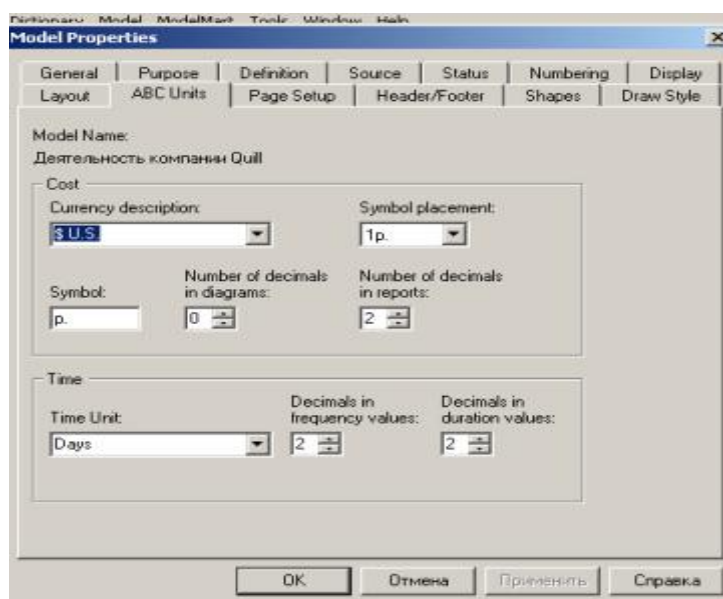 Dictionary Model ModelMart Tools Window Help
Model Properties
General Purpose Definition Source Status Numbering Display
Layout ABC Units Page Setup Header/Footer Shapes Draw Style
Model Name:
Деятельность компании Quill
Cost
Currency description: Symbol placement:
$ U.S. 1р.
Number of decimals Number of decimals
Symbol: in diagrams: in reports:
р. 0 2
Time
Decimals in Decimals in
Time Unit: frequency values: duration values:
Days 2 2
OK Отмена Применить Справка